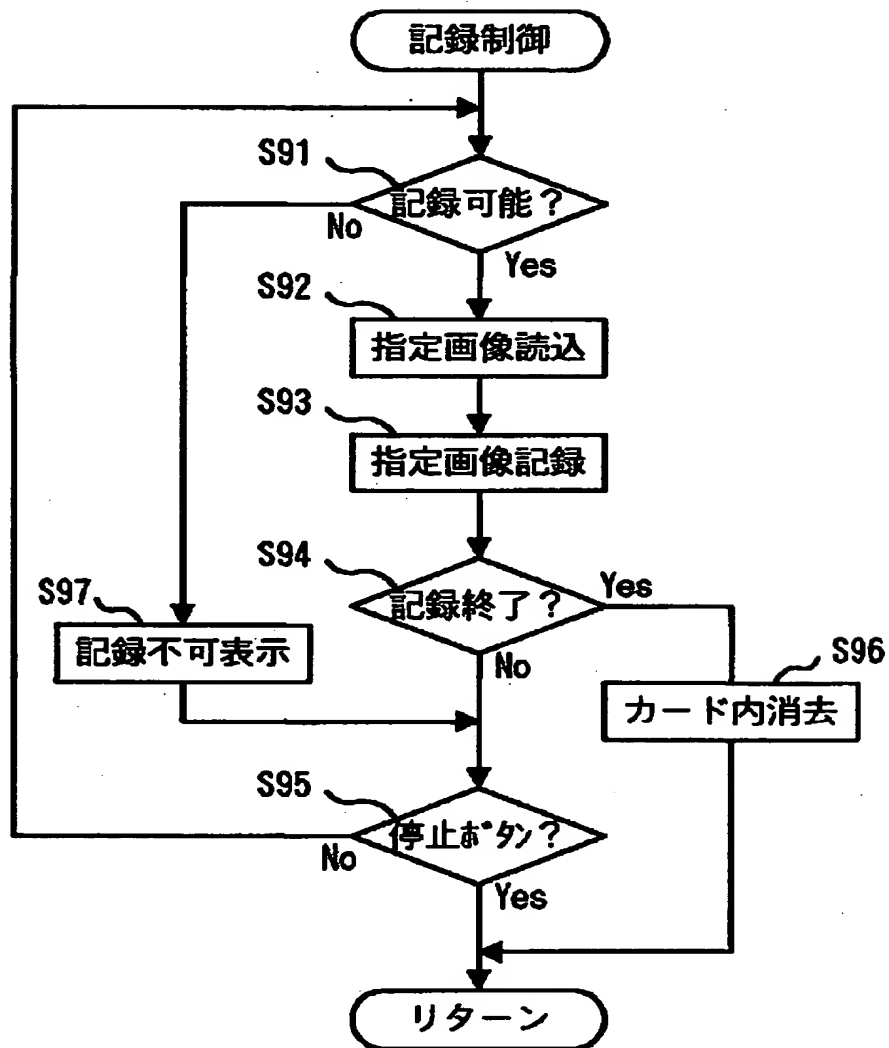 記録制御
S91
記録可能？
No
Yes
S92
指定画像読込
S93
指定画像記録
S94
記録終了？
Yes
No
S97
記録不可表示
S96
カード内消去
S95
停止ﾎﾞﾀﾝ？
No
Yes
リターン